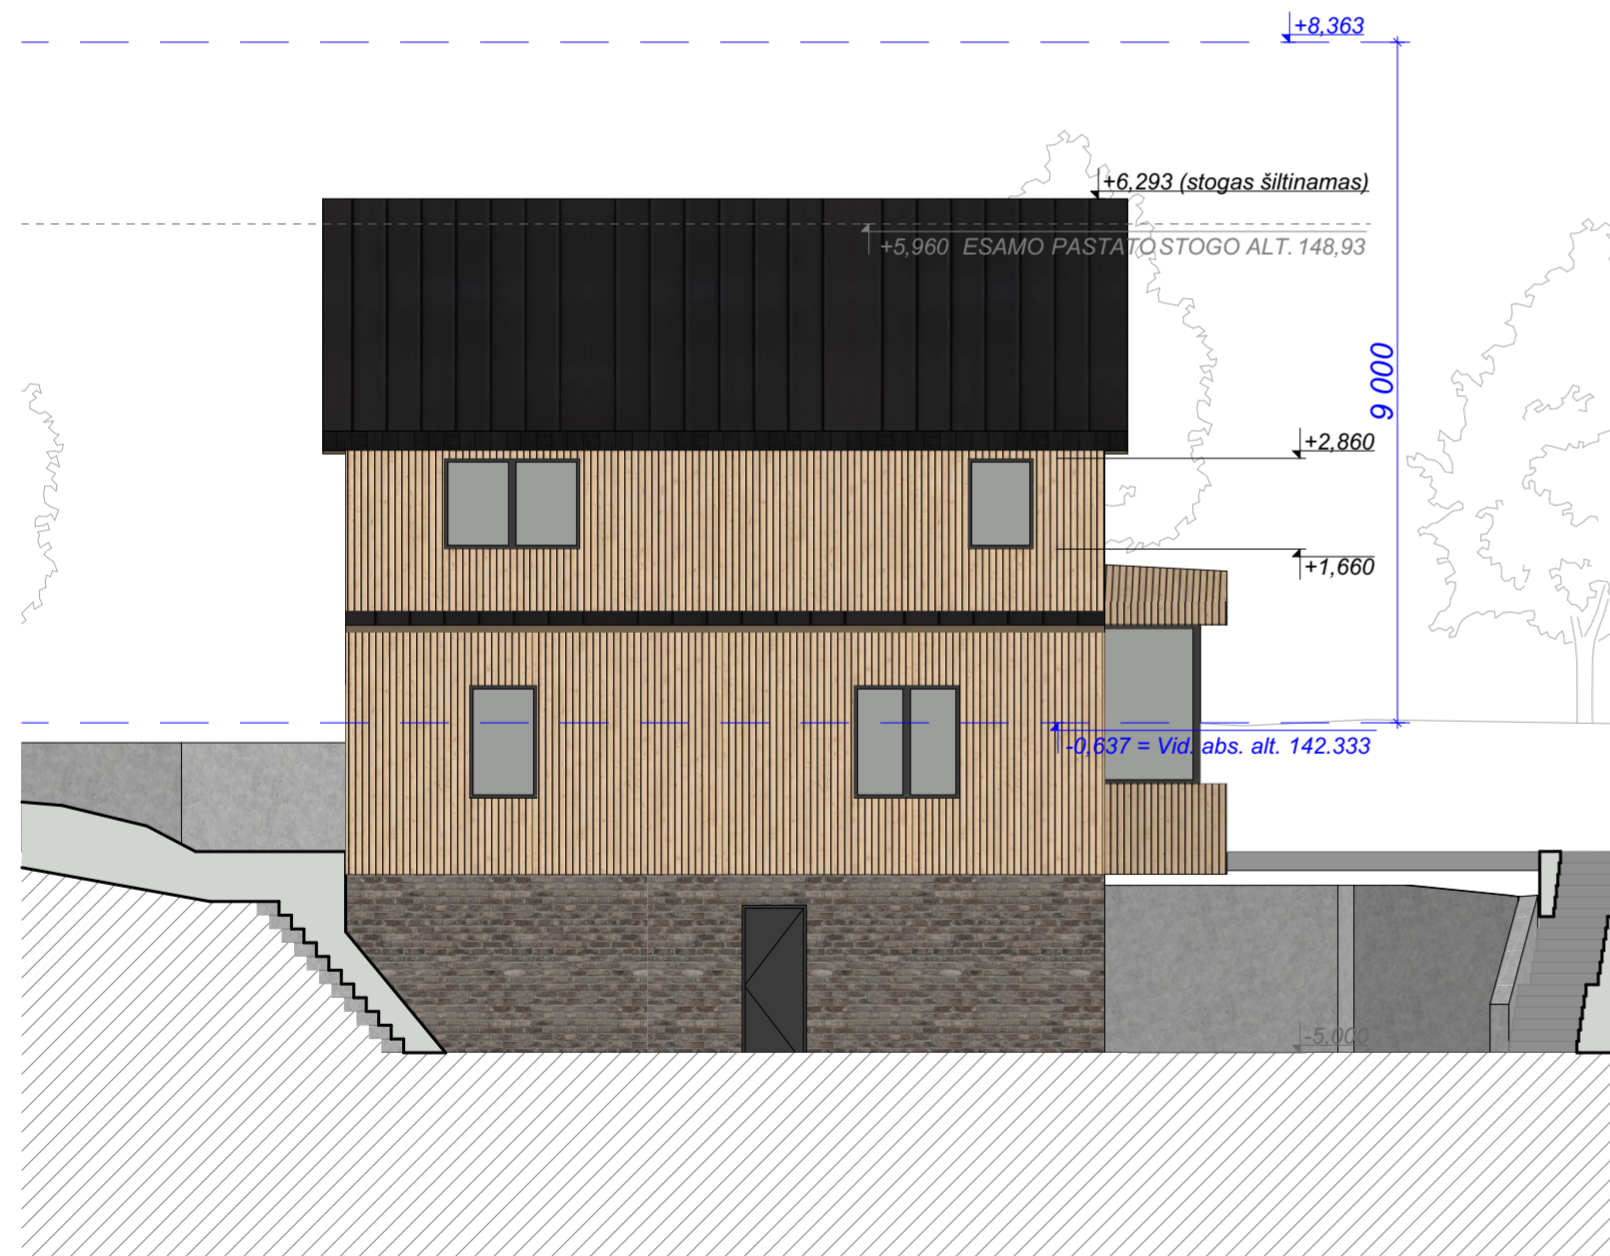 +8,363
+6,293 (stogas šiltinamas)
+5,960 ESAMO PASTATO STOGO ALT. 148,93
9 000
+2,860
+1,660
-0,637 = Vid. abs. alt. 142.333
-5,000